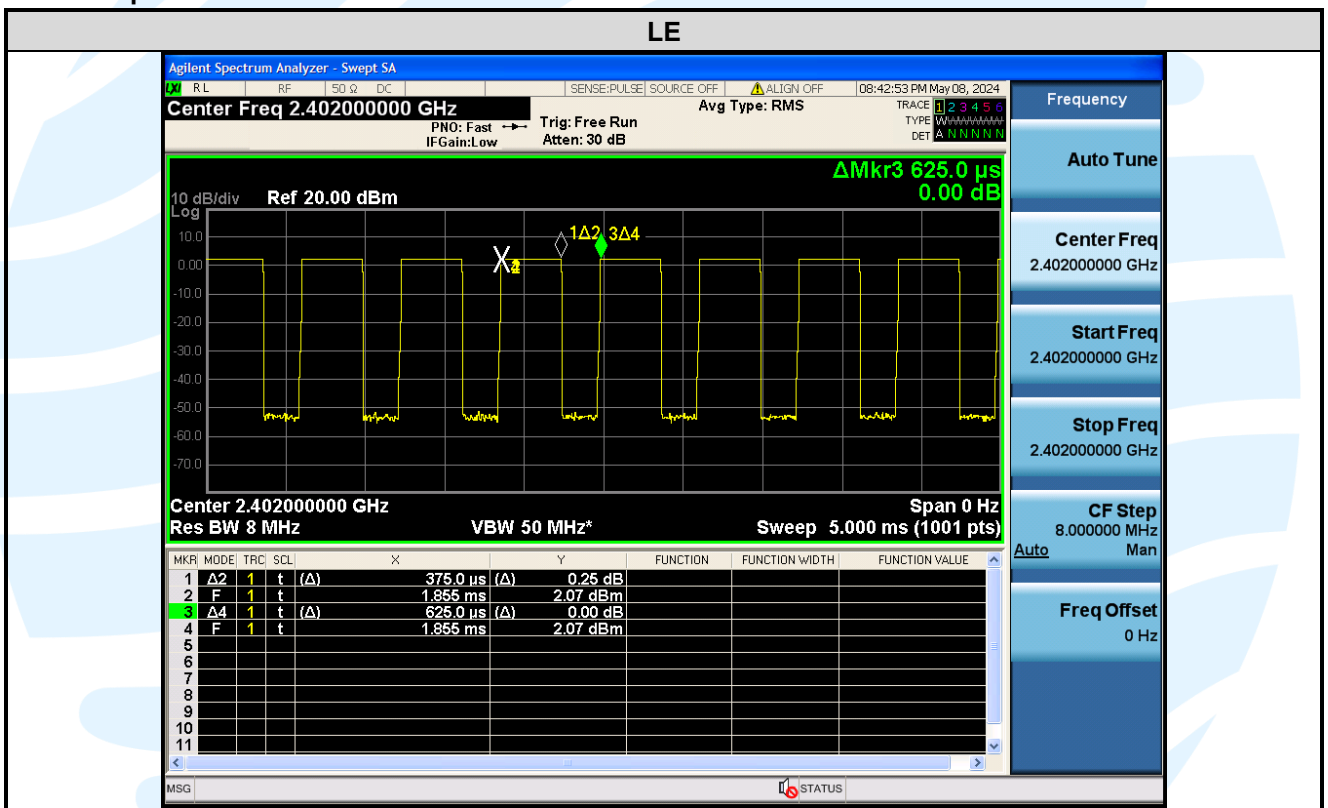 LE
Agilent Spectrum Analyzer - Swept SA
RL RF 50 Ω DC SENSE:PULSE SOURCE OFF ALIGN OFF 08:42:53 PM May 08, 2024
Center Freq 2.402000000 GHz Avg Type: RMS TRACE 1 2 3 4 5 6
PNO: Fast Trig: Free Run TYPE
IFGain:Low Atten: 30 dB DET A N N N N N
ΔMkr3 625.0 µs
0.00 dB
10 dB/div Ref 20.00 dBm
Log
10.0
1Δ2 3Δ4
0.00
-10.0
-20.0
-30.0
-40.0
-50.0
-60.0
-70.0
Center 2.402000000 GHz Span 0 Hz
Res BW 8 MHz VBW 50 MHz* Sweep 5.000 ms (1001 pts)
MKR MODE TRC SCL X Y FUNCTION FUNCTION WIDTH FUNCTION VALUE
1 Δ2 1 t (Δ) 375.0 µs (Δ) 0.25 dB
2 F 1 t 1.855 ms 2.07 dBm
3 Δ4 1 t (Δ) 625.0 µs (Δ) 0.00 dB
4 F 1 t 1.855 ms 2.07 dBm
5
6
7
8
9
10
11
MSG STATUS
Frequency
Auto Tune
Center Freq
2.402000000 GHz
Start Freq
2.402000000 GHz
Stop Freq
2.402000000 GHz
CF Step
8.000000 MHz
Auto Man
Freq Offset
0 Hz